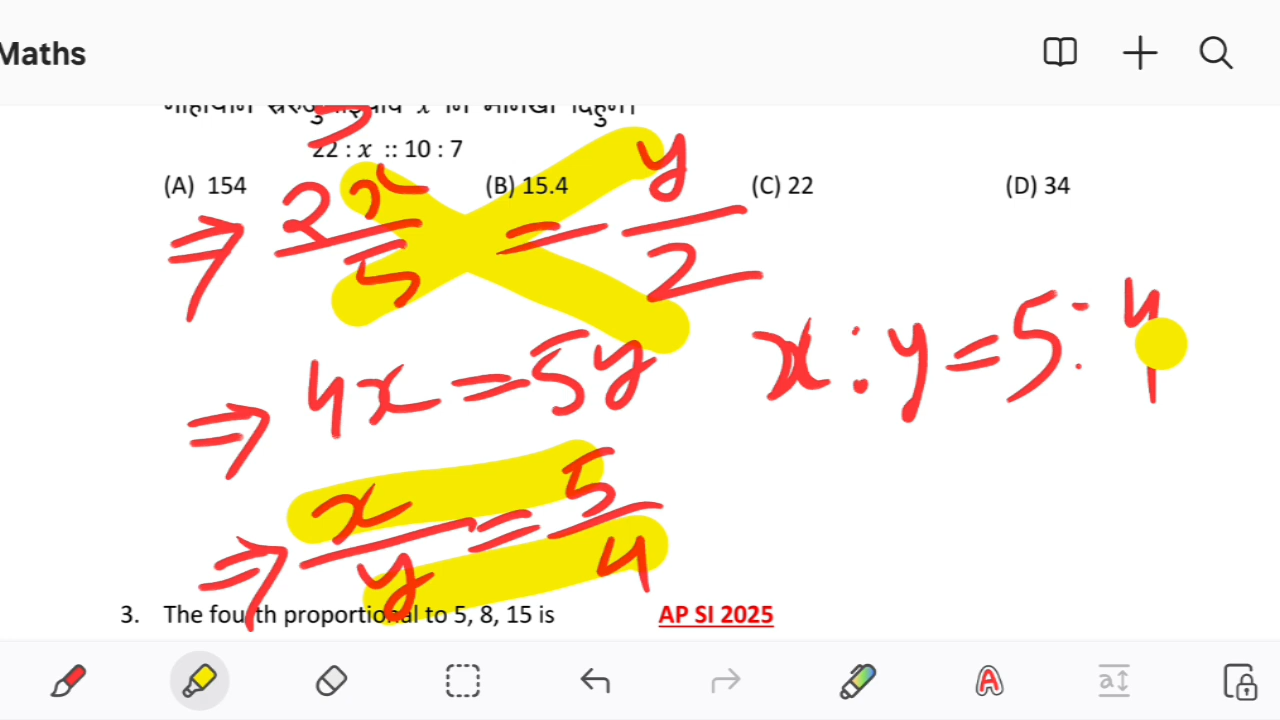 Maths
22 : x :: 10 : 7
(A) 154 (B) 15.4 (C) 22 (D) 34
⇒ 2x/5 = y/2
⇒ 4x = 5y
x : y = 5 : 4
⇒ x/y = 5/4
3. The fourth proportional to 5, 8, 15 is AP SI 2025